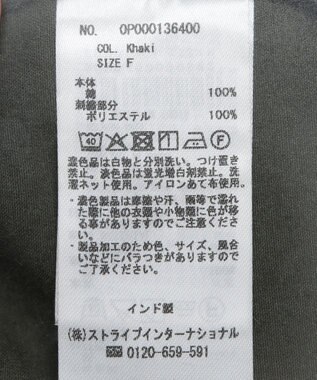 NO. 0P000136400
COL. Khaki
SIZE F
本体
綿 100%
刺繍部分
ポリエステル 100%
40
濃色品は白物と分別洗い。つけ置き
禁止。淡色品は蛍光増白剤禁止。洗
濯ネット使用。アイロンあて布使用。
・濃色製品は摩擦や汗、雨等で濡れ
た際に他の衣類や小物類に色が移
る事がありますのでご注意くださ
い。
・製品加工のため色、サイズ、風合
いなどにバラつきがありますので
ご了承ください。
インド製
(株)ストライプインターナショナル
0120-659-591